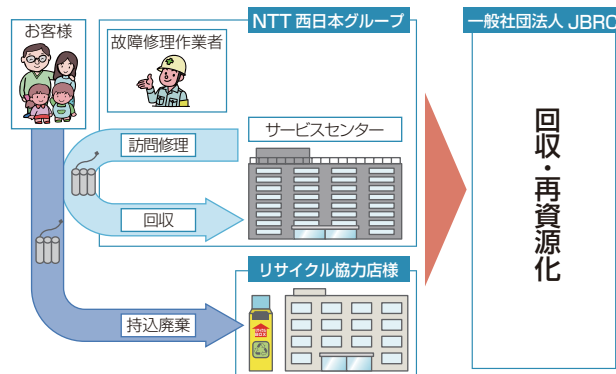 お客様
NTT西日本グループ
故障修理作業者
訪問修理
サービスセンター
回収
リサイクル協力店様
持込廃棄
一般社団法人 JBRC
回収・再資源化